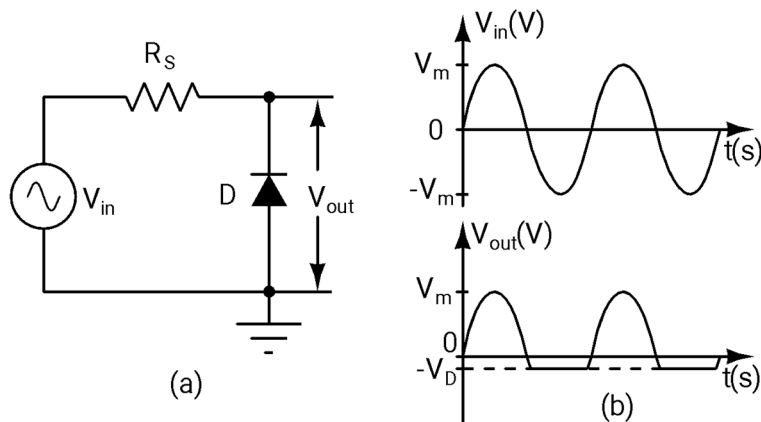 R_S
V_in
D
V_out
(a)
V_in(V)
V_m
0
-V_m
t(s)
V_out(V)
V_m
0
-V_D
t(s)
(b)